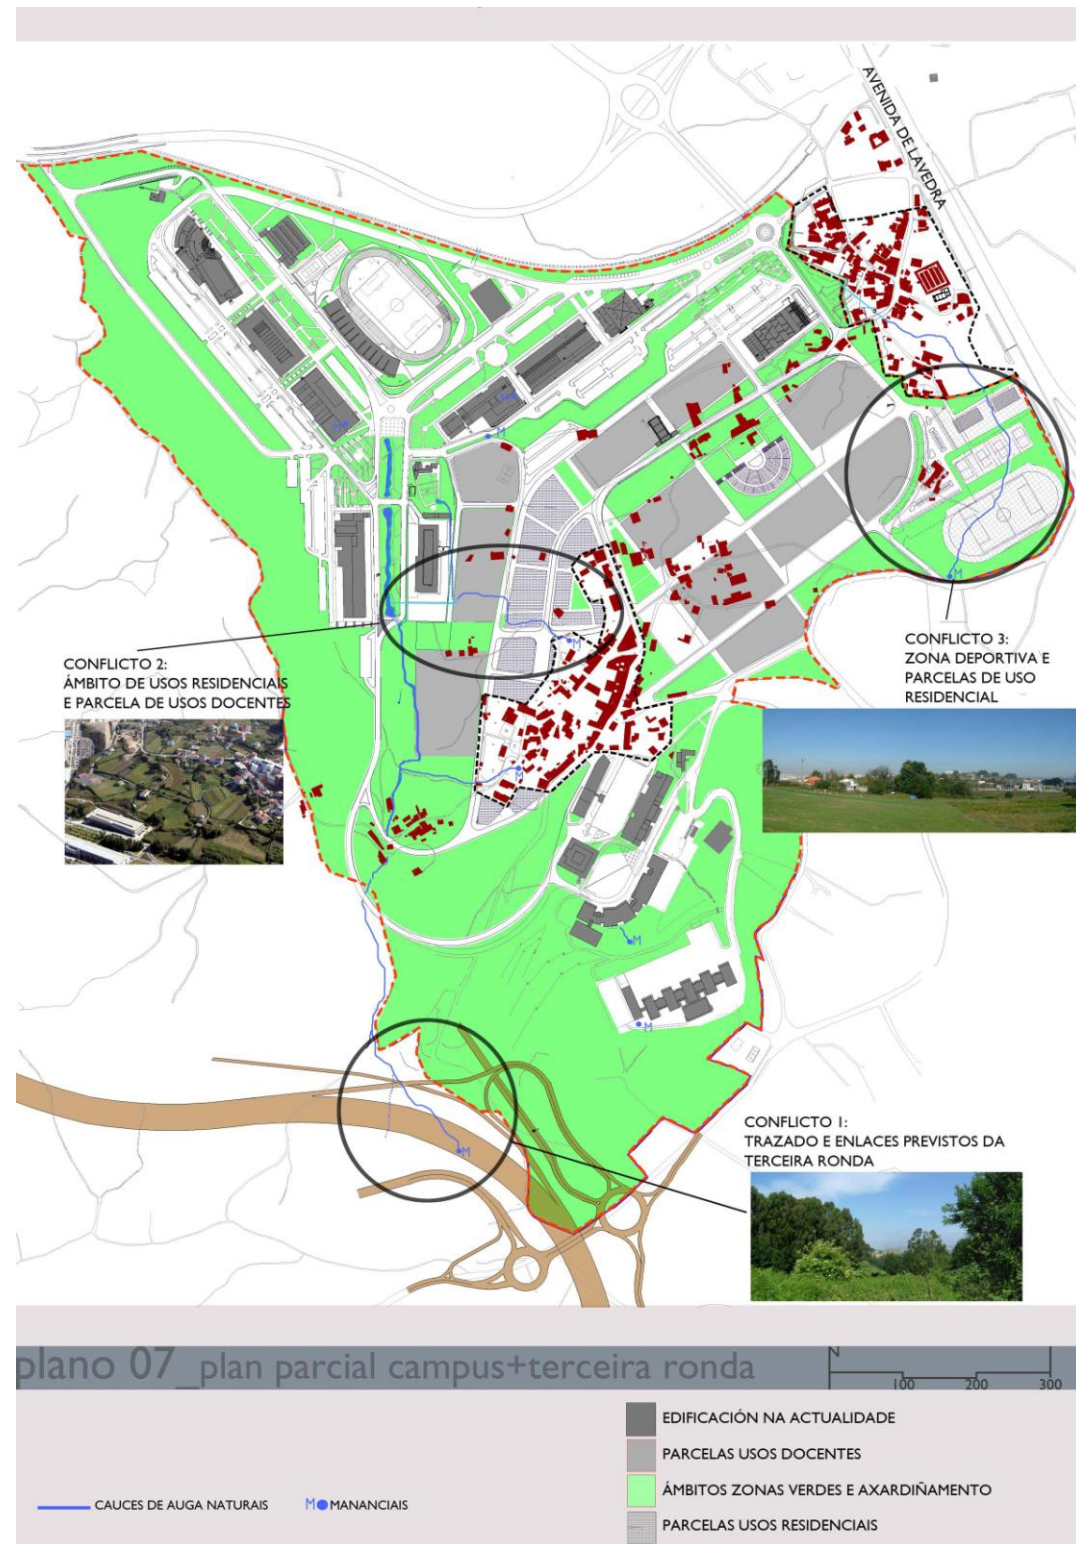 AVENIDA DE LAVEDRA
M
M
M
M
M
M
M
M
M
CONFLICTO 2:
ÁMBITO DE USOS RESIDENCIAIS
E PARCELA DE USOS DOCENTES
CONFLICTO 3:
ZONA DEPORTIVA E
PARCELAS DE USO
RESIDENCIAL
CONFLICTO 1:
TRAZADO E ENLACES PREVISTOS DA
TERCEIRA RONDA
plano 07_plan parcial campus+terceira ronda
N
100 200 300
EDIFICACIÓN NA ACTUALIDADE
PARCELAS USOS DOCENTES
ÁMBITOS ZONAS VERDES E AXARDIÑAMENTO
CAUCES DE AUGA NATURAIS M MANANCIAIS
PARCELAS USOS RESIDENCIAIS